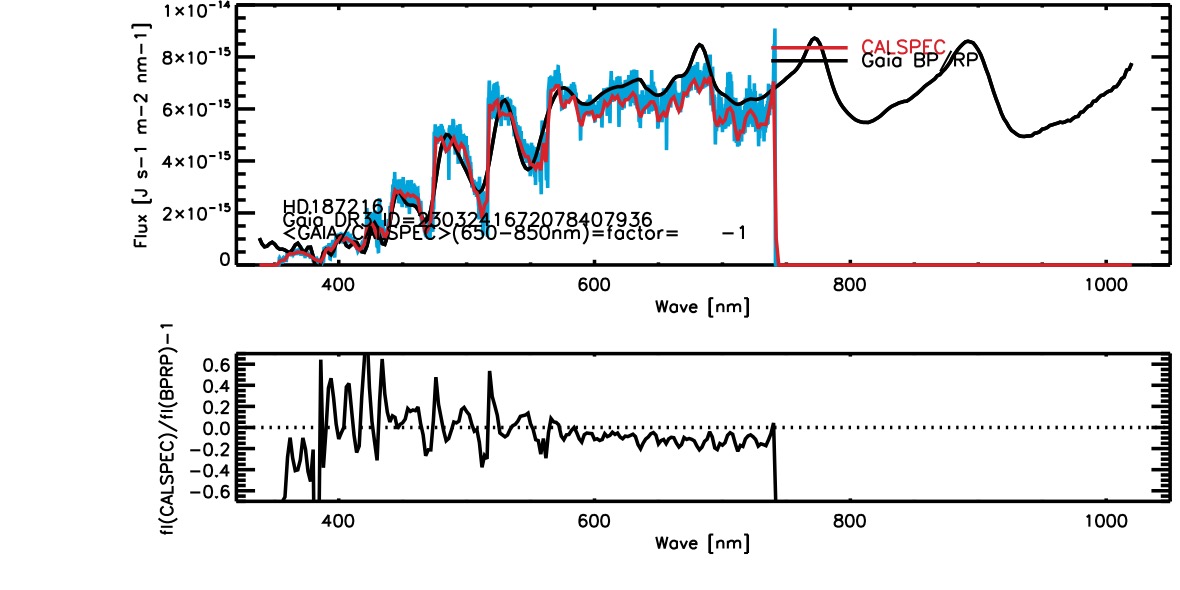 1×10-14
8×10-15
6×10-15
4×10-15
2×10-15
0
Flux [J s-1 m-2 nm-1]
CALSPEC
Gaia BP/RP
HD187216
Gaia DR3 ID=2303241672078407936
<GAIA/CALSPEC>(650-850nm)=factor= -1
400 600 800 1000
Wave [nm]
fl(CALSPEC)/fl(BPRP)-1
0.6
0.4
0.2
0.0
-0.2
-0.4
-0.6
400 600 800 1000
Wave [nm]